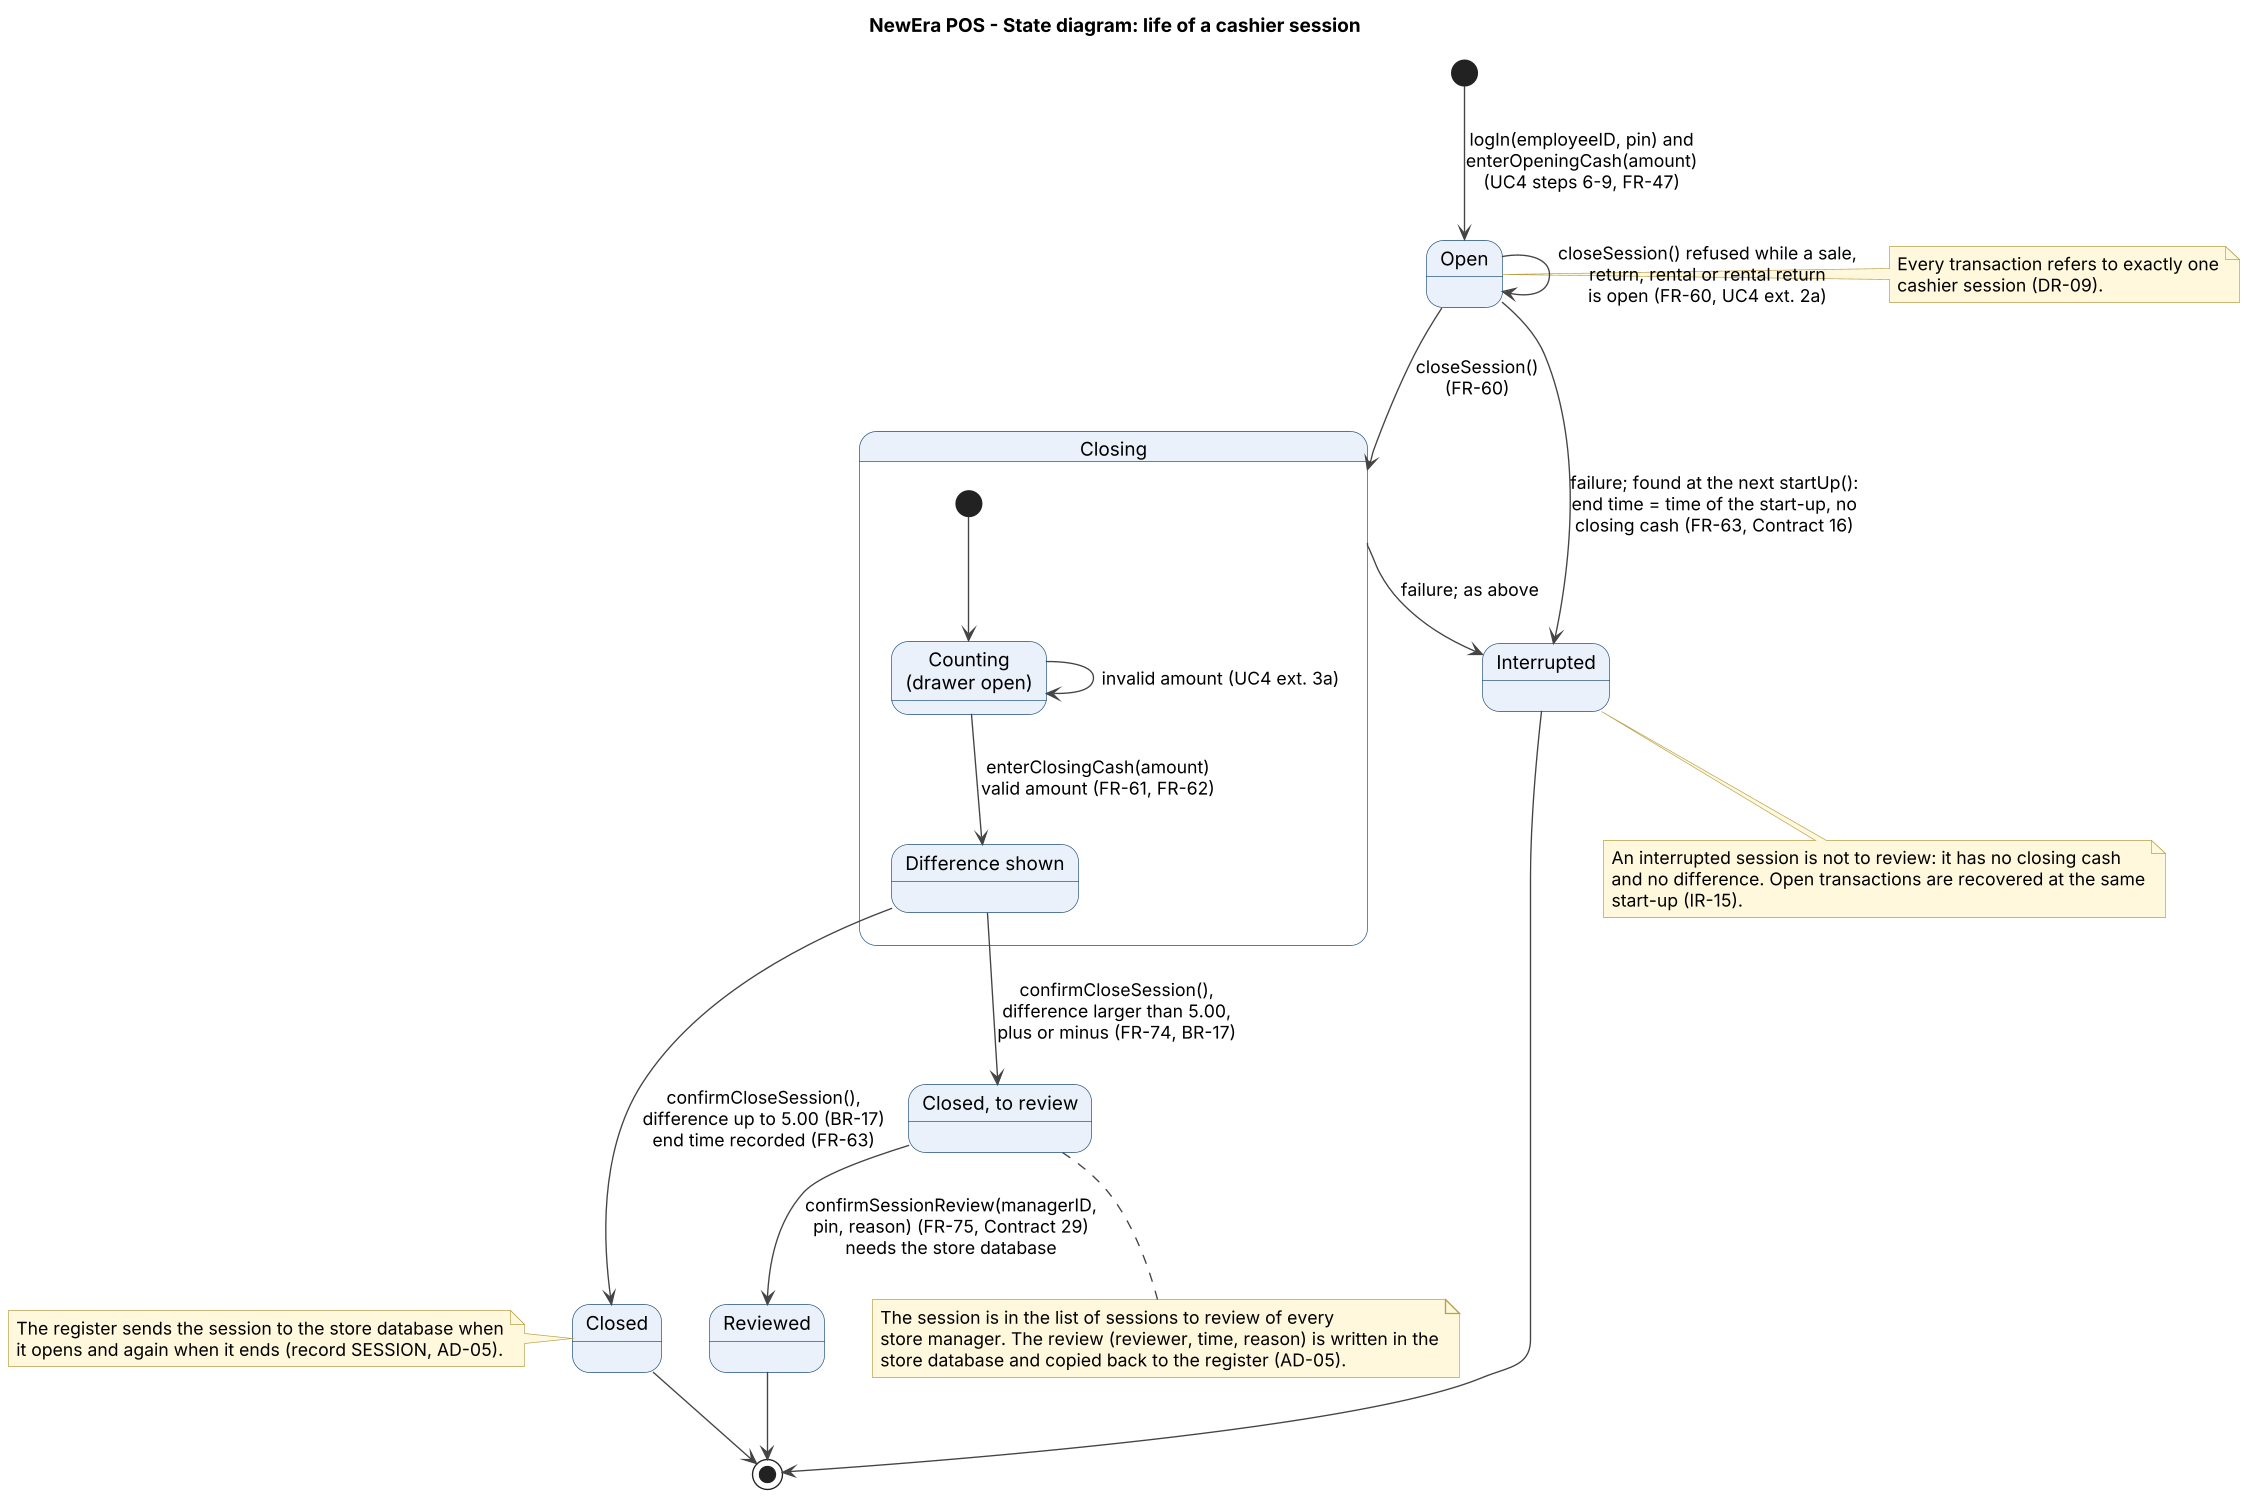 NewEra POS - State diagram: life of a cashier session
logIn(employeeID, pin) and
enterOpeningCash(amount)
(UC4 steps 6-9, FR-47)
Open
closeSession() refused while a sale,
return, rental or rental return
is open (FR-60, UC4 ext. 2a)
Every transaction refers to exactly one
cashier session (DR-09).
closeSession()
(FR-60)
Closing
failure; found at the next startUp():
end time = time of the start-up, no
closing cash (FR-63, Contract 16)
failure; as above
Counting
(drawer open)
invalid amount (UC4 ext. 3a)
Interrupted
enterClosingCash(amount)
valid amount (FR-61, FR-62)
Difference shown
An interrupted session is not to review: it has no closing cash
and no difference. Open transactions are recovered at the same
start-up (IR-15).
confirmCloseSession(),
difference larger than 5.00,
plus or minus (FR-74, BR-17)
confirmCloseSession(),
difference up to 5.00 (BR-17)
end time recorded (FR-63)
Closed, to review
confirmSessionReview(managerID,
pin, reason) (FR-75, Contract 29)
needs the store database
The register sends the session to the store database when
it opens and again when it ends (record SESSION, AD-05).
Closed
Reviewed
The session is in the list of sessions to review of every
store manager. The review (reviewer, time, reason) is written in the
store database and copied back to the register (AD-05).